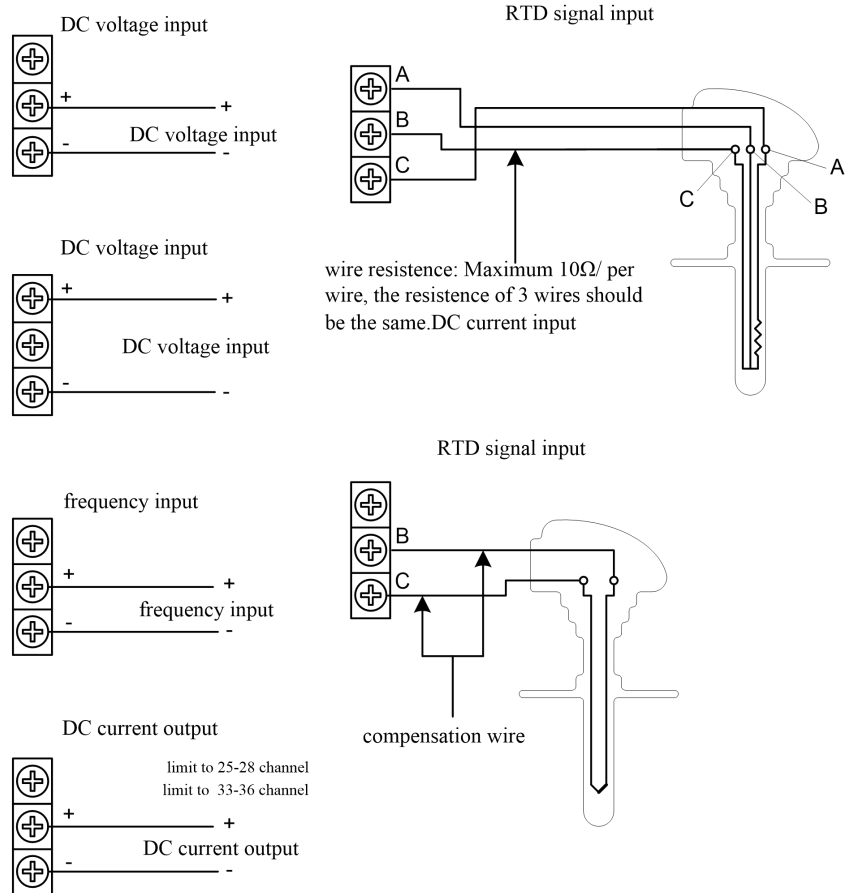 DC voltage input
+
+
DC voltage input
-
-
RTD signal input
A
B
C
A
B
C
wire resistence: Maximum 10Ω/ per
wire, the resistence of 3 wires should
be the same.DC current input
DC voltage input
+
+
DC voltage input
-
-
RTD signal input
B
C
compensation wire
frequency input
+
+
frequency input
-
-
DC current output
limit to 25-28 channel
limit to 33-36 channel
+
+
DC current output
-
-